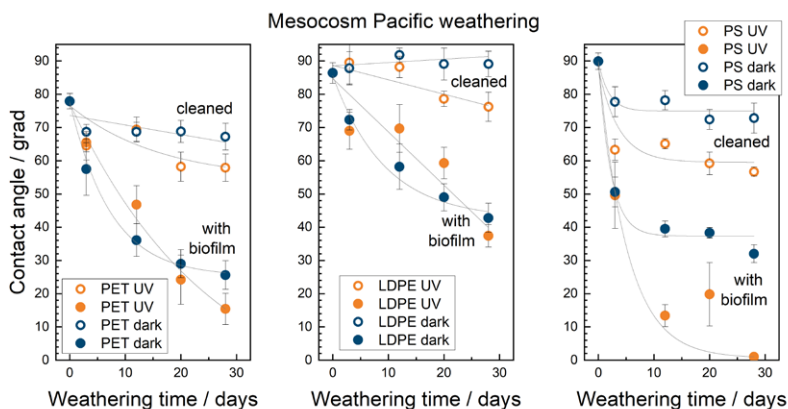 Mesocosm Pacific weathering
Contact angle / grad
90
80
70
60
50
40
30
20
10
0
cleaned
with
biofilm
PET UV
PET UV
PET dark
PET dark
0 10 20 30
Weathering time / days
90
80
70
60
50
40
30
20
10
0
cleaned
with
biofilm
LDPE UV
LDPE UV
LDPE dark
LDPE dark
0 10 20 30
Weathering time / days
PS UV
PS UV
PS dark
PS dark
90
80
70
60
50
40
30
20
10
0
cleaned
with
biofilm
0 10 20 30
Weathering time / days